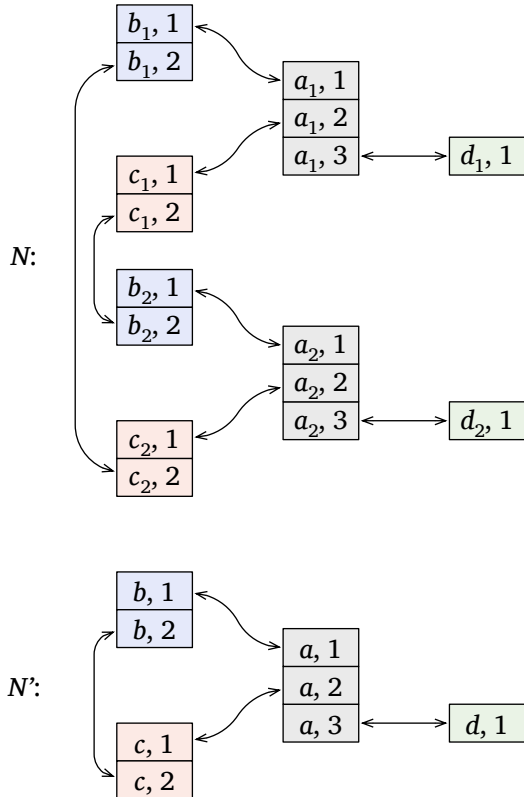 b₁, 1
b₁, 2
a₁, 1
a₁, 2
a₁, 3
d₁, 1
c₁, 1
c₁, 2
N:
b₂, 1
b₂, 2
a₂, 1
a₂, 2
a₂, 3
d₂, 1
c₂, 1
c₂, 2
b, 1
b, 2
a, 1
N’:
a, 2
a, 3
d, 1
c, 1
c, 2